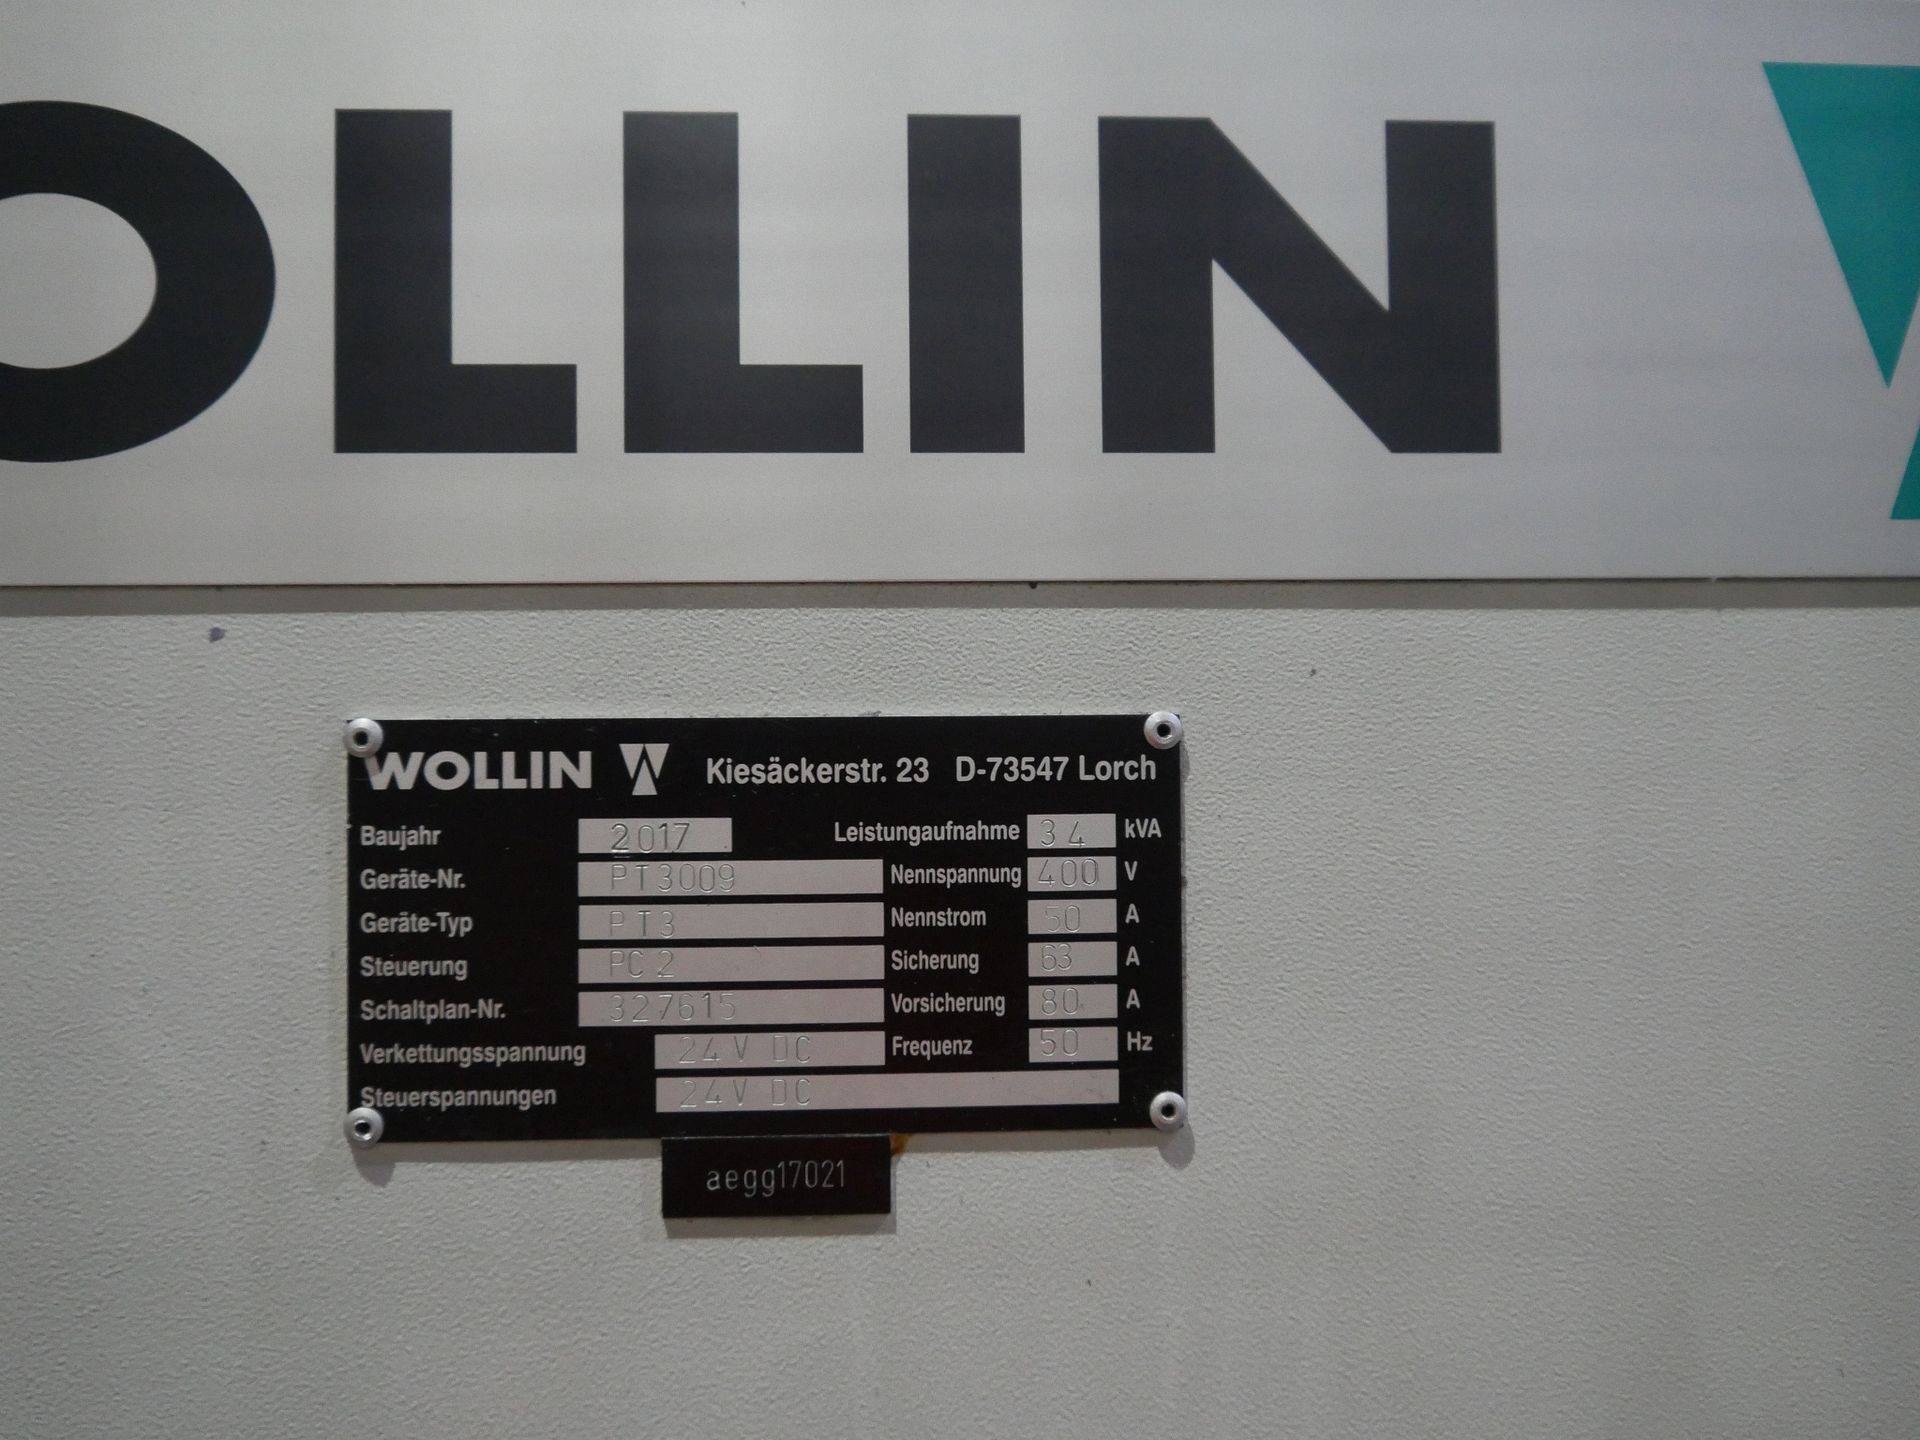 OLLIN
WOLLIN Kiesäckerstr. 23 D-73547 Lorch
Baujahr 2017 Leistungaufnahme 34 kVA
Geräte-Nr. PT3009 Nennspannung 400 V
Geräte-Typ PT3 Nennstrom 50 A
Steuerung PC2 Sicherung 63 A
Schaltplan-Nr. 327615 Vorsicherung 80 A
Verkettungsspannung 24V DC Frequenz 50 Hz
Steuerspannungen 24V DC
aegg17021